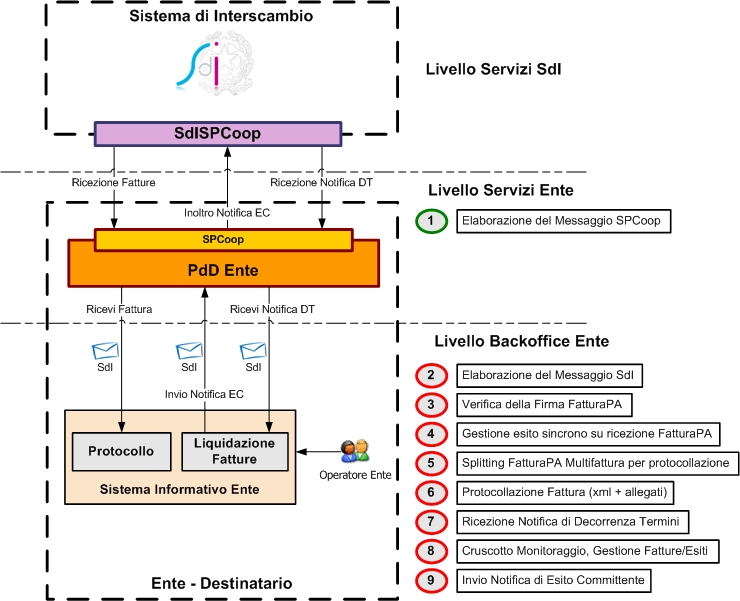 Sistema di Interscambio
SdI
Livello Servizi SdI
SdISPCoop
Ricezione Fatture
Ricezione Notifica DT
Livello Servizi Ente
Inoltro Notifica EC
1 Elaborazione del Messaggio SPCoop
SPCoop
PdD Ente
Ricevi Fattura
Ricevi Notifica DT
Livello Backoffice Ente
SdI
SdI
SdI
2 Elaborazione del Messaggio SdI
Invio Notifica EC
3 Verifica della Firma FatturaPA
4 Gestione esito sincrono su ricezione FatturaPA
Protocollo
Liquidazione
Fatture
5 Splitting FatturaPA Multifattura per protocollazione
Operatore Ente
Sistema Informativo Ente
6 Protocollazione Fattura (xml + allegati)
7 Ricezione Notifica di Decorrenza Termini
8 Cruscotto Monitoraggio, Gestione Fatture/Esiti
9 Invio Notifica di Esito Committente
Ente - Destinatario